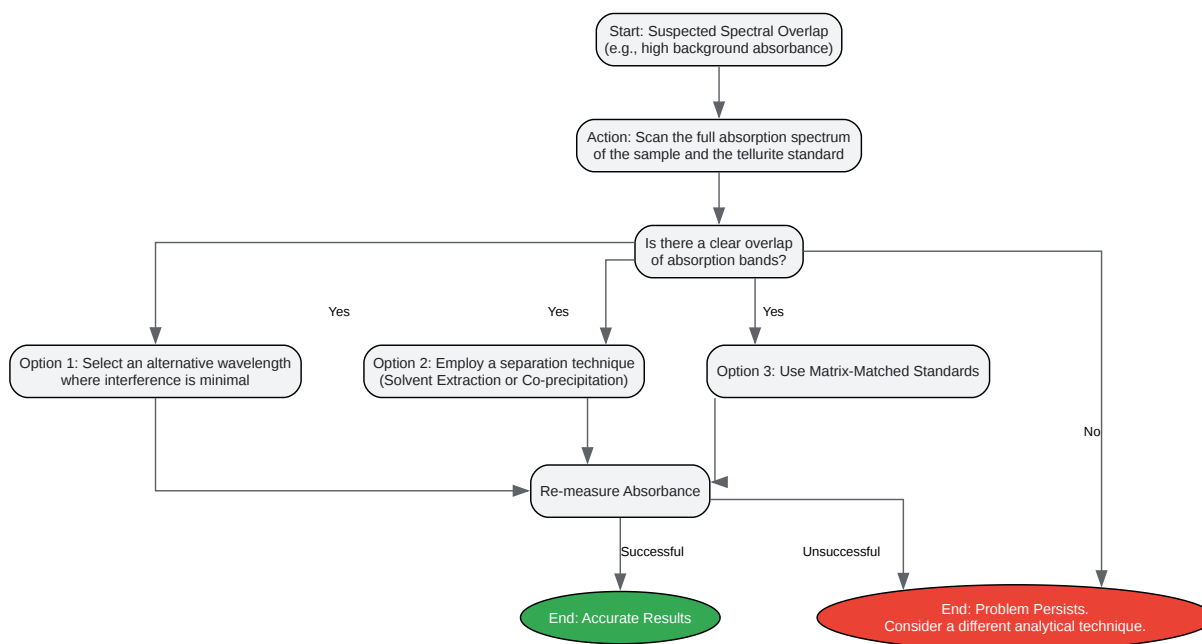 Start: Suspected Spectral Overlap
(e.g., high background absorbance)
Action: Scan the full absorption spectrum
of the sample and the tellurite standard
Is there a clear overlap
of absorption bands?
Yes
Yes
Yes
Option 1: Select an alternative wavelength
where interference is minimal
Option 2: Employ a separation technique
(Solvent Extraction or Co-precipitation)
Option 3: Use Matrix-Matched Standards
No
Re-measure Absorbance
Successful
Unsuccessful
End: Accurate Results
End: Problem Persists.
Consider a different analytical technique.